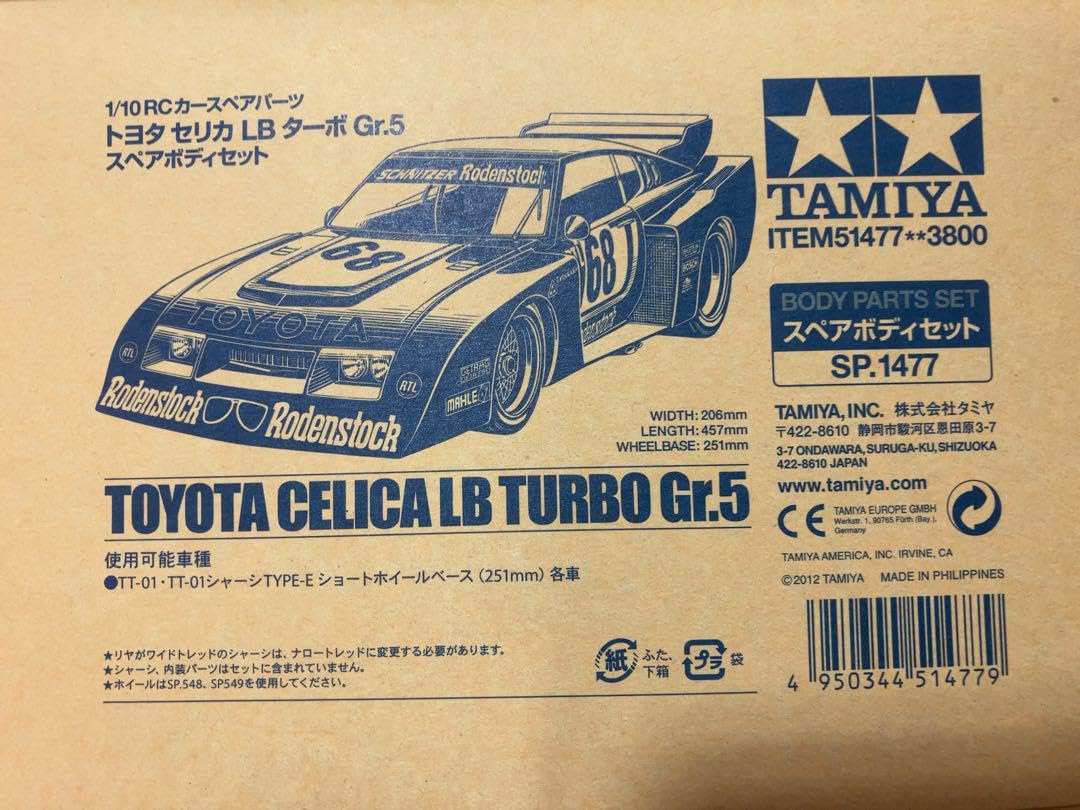 1/10 RCカースペアパーツ
トヨタ セリカ LB ターボ Gr.5
スペアボディセット
SCHNITZER Rodenstock
68
TOYOTA
68
Rodenstock
BOSCH
RTL
RTL
GETRAG
MAHLE
Rodenstock Rodenstock
WIDTH: 206mm
LENGTH: 457mm
WHEELBASE: 251mm
TOYOTA CELICA LB TURBO Gr.5
使用可能車種
●TT-01・TT-01シャーシTYPE-E ショートホイールベース（251mm）各車
★リヤがワイドトレッドのシャーシは、ナロートレッドに変更する必要があります。
★シャーシ、内装パーツはセットに含まれていません。
★ホイールはSP.548、SP549を使用してください。
紙 ふた、
下箱
プラ 袋
TAMIYA
ITEM51477**3800
BODY PARTS SET
スペアボディセット
SP.1477
TAMIYA, INC. 株式会社タミヤ
〒422-8610 静岡市駿河区恩田原3-7
3-7 ONDAWARA, SURUGA-KU, SHIZUOKA
422-8610 JAPAN
www.tamiya.com
CE TAMIYA EUROPE GMBH
Werkstr. 1, 90765 Fürth (Bay.),
Germany
TAMIYA AMERICA, INC. IRVINE, CA
©2012 TAMIYA MADE IN PHILIPPINES
4 950344 514779